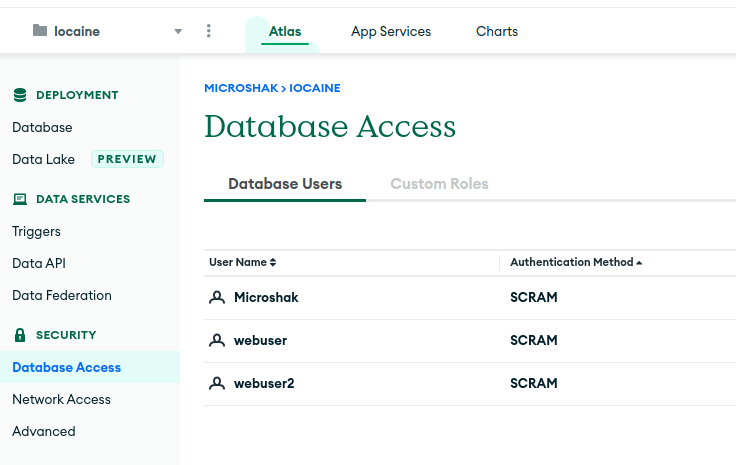 Iocaine
Atlas
App Services
Charts
DEPLOYMENT
Database
Data Lake PREVIEW
DATA SERVICES
Triggers
Data API
Data Federation
SECURITY
Database Access
Network Access
Advanced
MICROSHAK > IOCAINE
Database Access
Database Users Custom Roles
User Name Authentication Method
Microshak SCRAM
webuser SCRAM
webuser2 SCRAM